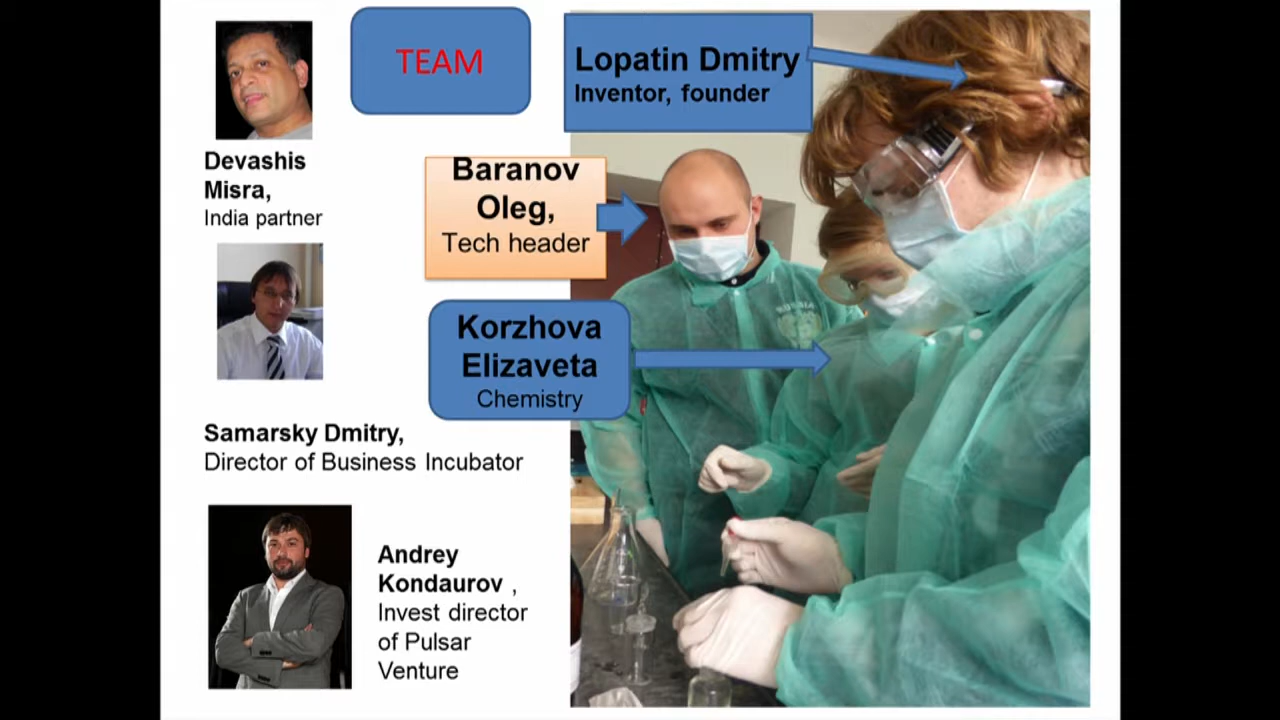 TEAM
Lopatin Dmitry
Inventor, founder
Devashis
Misra,
India partner
Baranov
Oleg,
Tech header
Korzhova
Elizaveta
Chemistry
Samarsky Dmitry,
Director of Business Incubator
Andrey
Kondaurov ,
Invest director
of Pulsar
Venture
RUSSIA